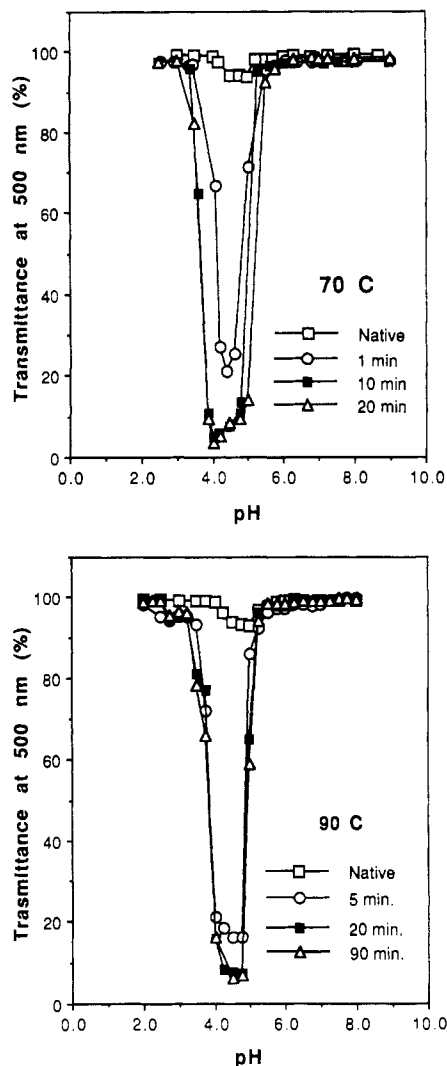 Transmittance at 500 nm (%)
100
80
60
40
20
0
70 C
Native
1 min
10 min
20 min
0.0 2.0 4.0 6.0 8.0 10.0
pH
Trasmittance at 500 nm (%)
100
80
60
40
20
0
90 C
Native
5 min.
20 min.
90 min.
0.0 2.0 4.0 6.0 8.0 10.0
pH